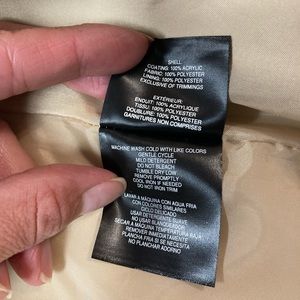 SHELL
COATING: 100% ACRYLIC
FABRIC: 100% POLYESTER
LINING: 100% POLYESTER
EXCLUSIVE OF TRIMMINGS
EXTÉRIEUR:
ENDUIT: 100% ACRYLIQUE
TISSU: 100% POLYESTER
DOUBLURE: 100% POLYESTER
GARNITURES NON COMPRISES
MACHINE WASH COLD WITH LIKE COLORS
GENTLE CYCLE
MILD DETERGENT
DO NOT BLEACH
TUMBLE DRY LOW
REMOVE PROMPTLY
COOL IRON IF NEEDED
DO NOT IRON TRIM
LAVAR A MAQUINA CON AGUA FRIA
CON COLORES SIMILARES
CICLO DELICADO
USAR DETERGENTE SUAVE
NO USAR BLANQUEADOR
SECAR A MAQUINA TEMPERATURA BAJA
REMOVER INMEDIATAMENTE
PLANCHA FRIA SI SE NECESITA
NO PLANCHAR ADORNO